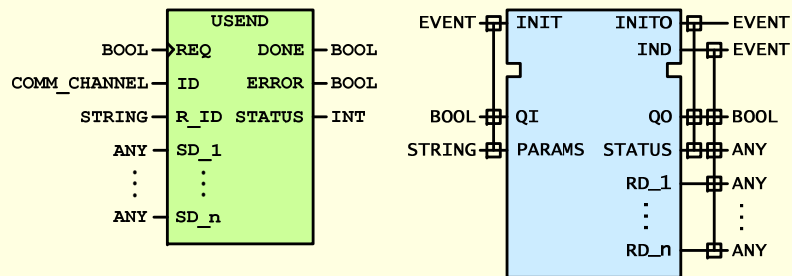 USEND
BOOL REQ DONE BOOL
COMM_CHANNEL ID ERROR BOOL
STRING R_ID STATUS INT
ANY SD_1
ANY SD_n
EVENT INIT INITO EVENT
IND EVENT
BOOL QI QO BOOL
STRING PARAMS STATUS ANY
RD_1 ANY
RD_n ANY